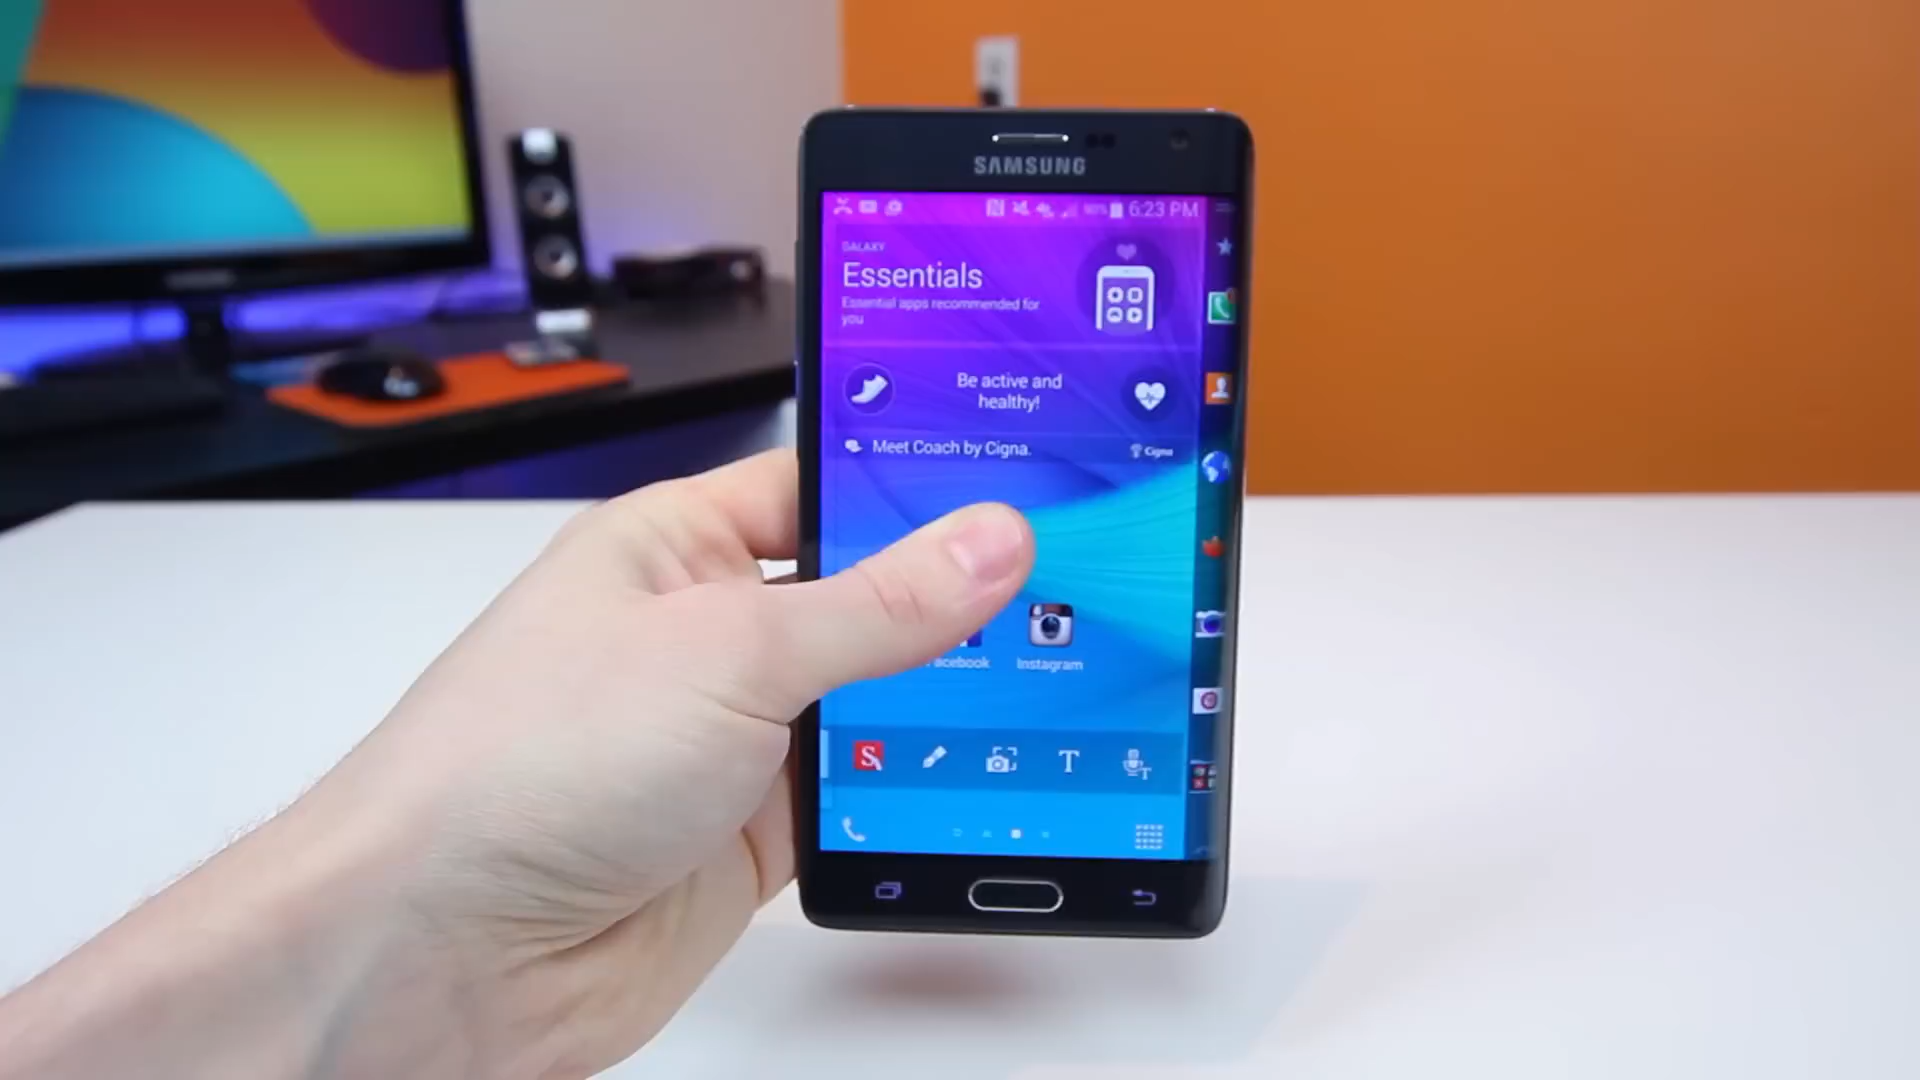 SAMSUNG
90% 6:23 PM
GALAXY
Essentials
Essential apps recommended for
you
Be active and
healthy!
Meet Coach by Cigna.
Cigna
acebook
Instagram
S
T
T